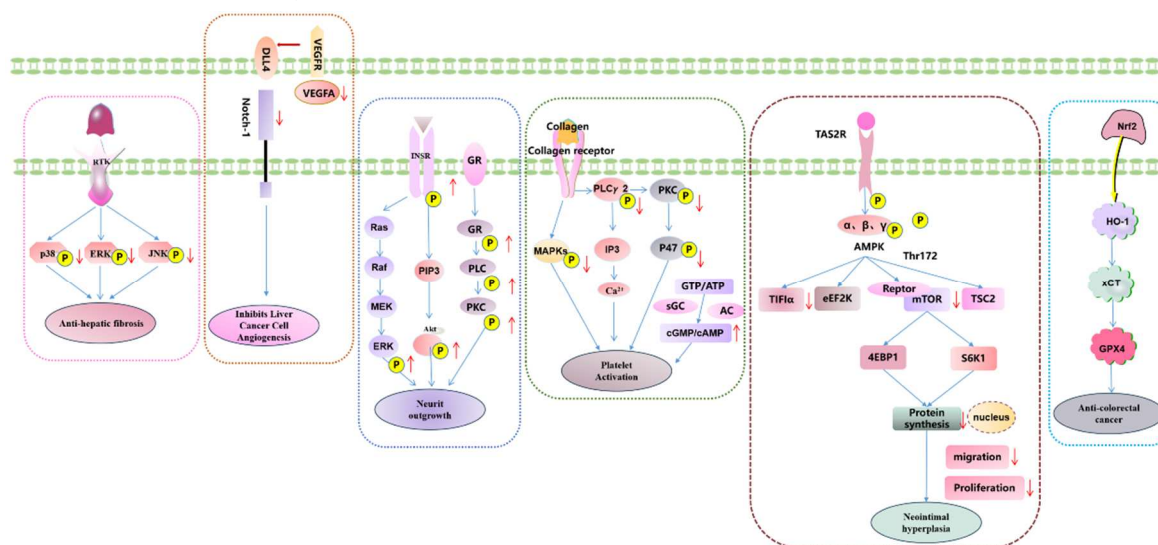 RTK
p38
P
ERK
P
JNK
P
Anti-hepatic fibrosis
DLL4
VEGFR
VEGFA
Notch-1
Inhibits Liver
Cancer Cell
Angiogenesis
INSR
P
GR
Ras
Raf
MEK
ERK
P
PIP3
Akt
P
GR
P
PLC
P
PKC
P
Neurit
outgrowth
Collagen
Collagen receptor
PLCγ 2
P
PKC
P
MAPKs
P
IP3
P47
P
Ca²⁺
GTP/ATP
sGC
AC
cGMP/cAMP
Platelet
Activation
TAS2R
P
α、β、γ
P
P
AMPK
Thr172
TIFIα
eEF2K
Reptor
mTOR
TSC2
4EBP1
S6K1
Protein
synthesis
nucleus
migration
Proliferation
Neointimal
hyperplasia
Nrf2
HO-1
xCT
GPX4
Anti-colorectal
cancer